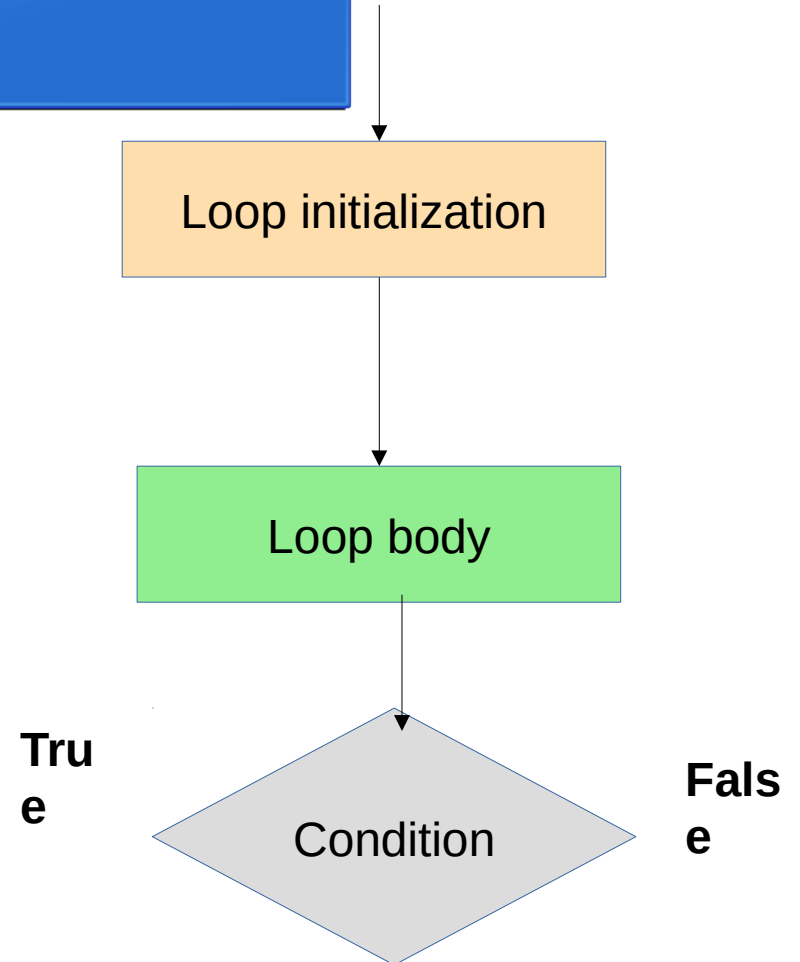 Loop initialization
Loop body
Tru
e
Condition
Fals
e